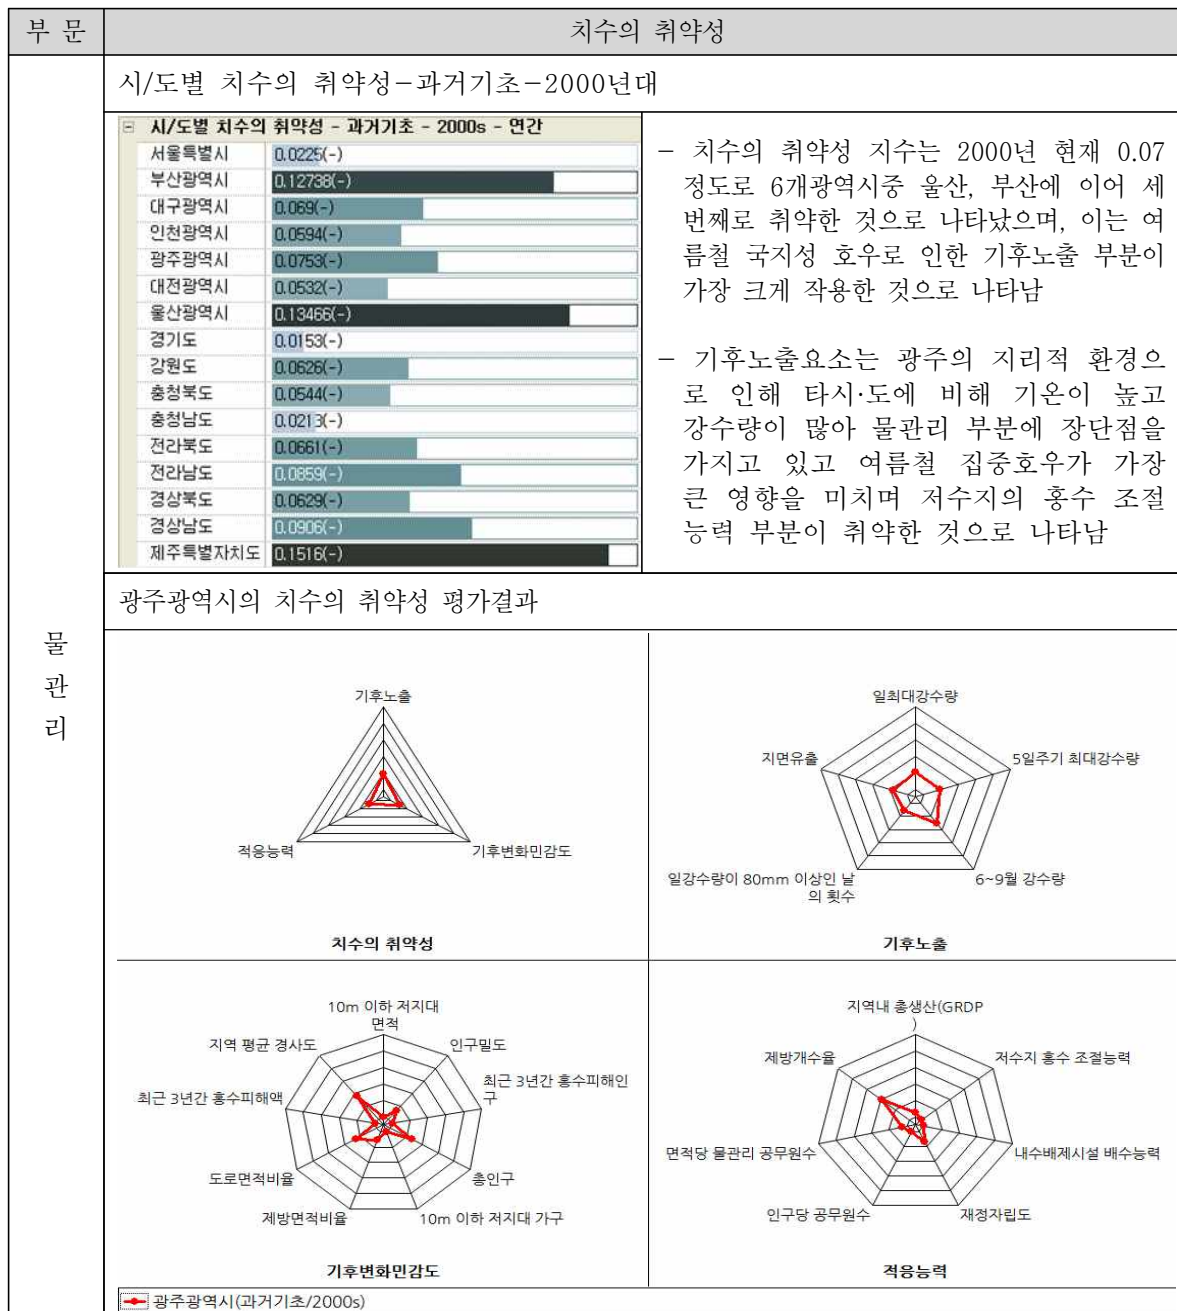 부 문
치수의 취약성
물
관
리
시/도별 치수의 취약성-과거기초-2000년대
시/도별 치수의 취약성 - 과거기초 - 2000s - 연간
서울특별시 0.0225(-)
부산광역시 0.12738(-)
대구광역시 0.069(-)
인천광역시 0.0594(-)
광주광역시 0.0753(-)
대전광역시 0.0532(-)
울산광역시 0.13466(-)
경기도 0.0153(-)
강원도 0.0626(-)
충청북도 0.0544(-)
충청남도 0.0213(-)
전라북도 0.0661(-)
전라남도 0.0859(-)
경상북도 0.0629(-)
경상남도 0.0906(-)
제주특별자치도 0.1516(-)
- 치수의 취약성 지수는 2000년 현재 0.07
정도로 6개광역시중 울산, 부산에 이어 세
번째로 취약한 것으로 나타났으며, 이는 여
름철 국지성 호우로 인한 기후노출 부분이
가장 크게 작용한 것으로 나타남
- 기후노출요소는 광주의 지리적 환경으
로 인해 타시·도에 비해 기온이 높고
강수량이 많아 물관리 부분에 장단점을
가지고 있고 여름철 집중호우가 가장
큰 영향을 미치며 저수지의 홍수 조절
능력 부분이 취약한 것으로 나타남
광주광역시의 치수의 취약성 평가결과
기후노출
적응능력
기후변화민감도
치수의 취약성
일최대강수량
지면유출
5일주기 최대강수량
일강수량이 80mm 이상인 날
의 횟수
6~9월 강수량
기후노출
10m 이하 저지대
면적
지역 평균 경사도
인구밀도
최근 3년간 홍수피해액
최근 3년간 홍수피해인
구
도로면적비율
총인구
제방면적비율
10m 이하 저지대 가구
기후변화민감도
지역내 총생산(GRDP
)
제방개수율
저수지 홍수 조절능력
면적당 물관리 공무원수
내수배제시설 배수능력
인구당 공무원수
재정자립도
적응능력
광주광역시(과거기초/2000s)